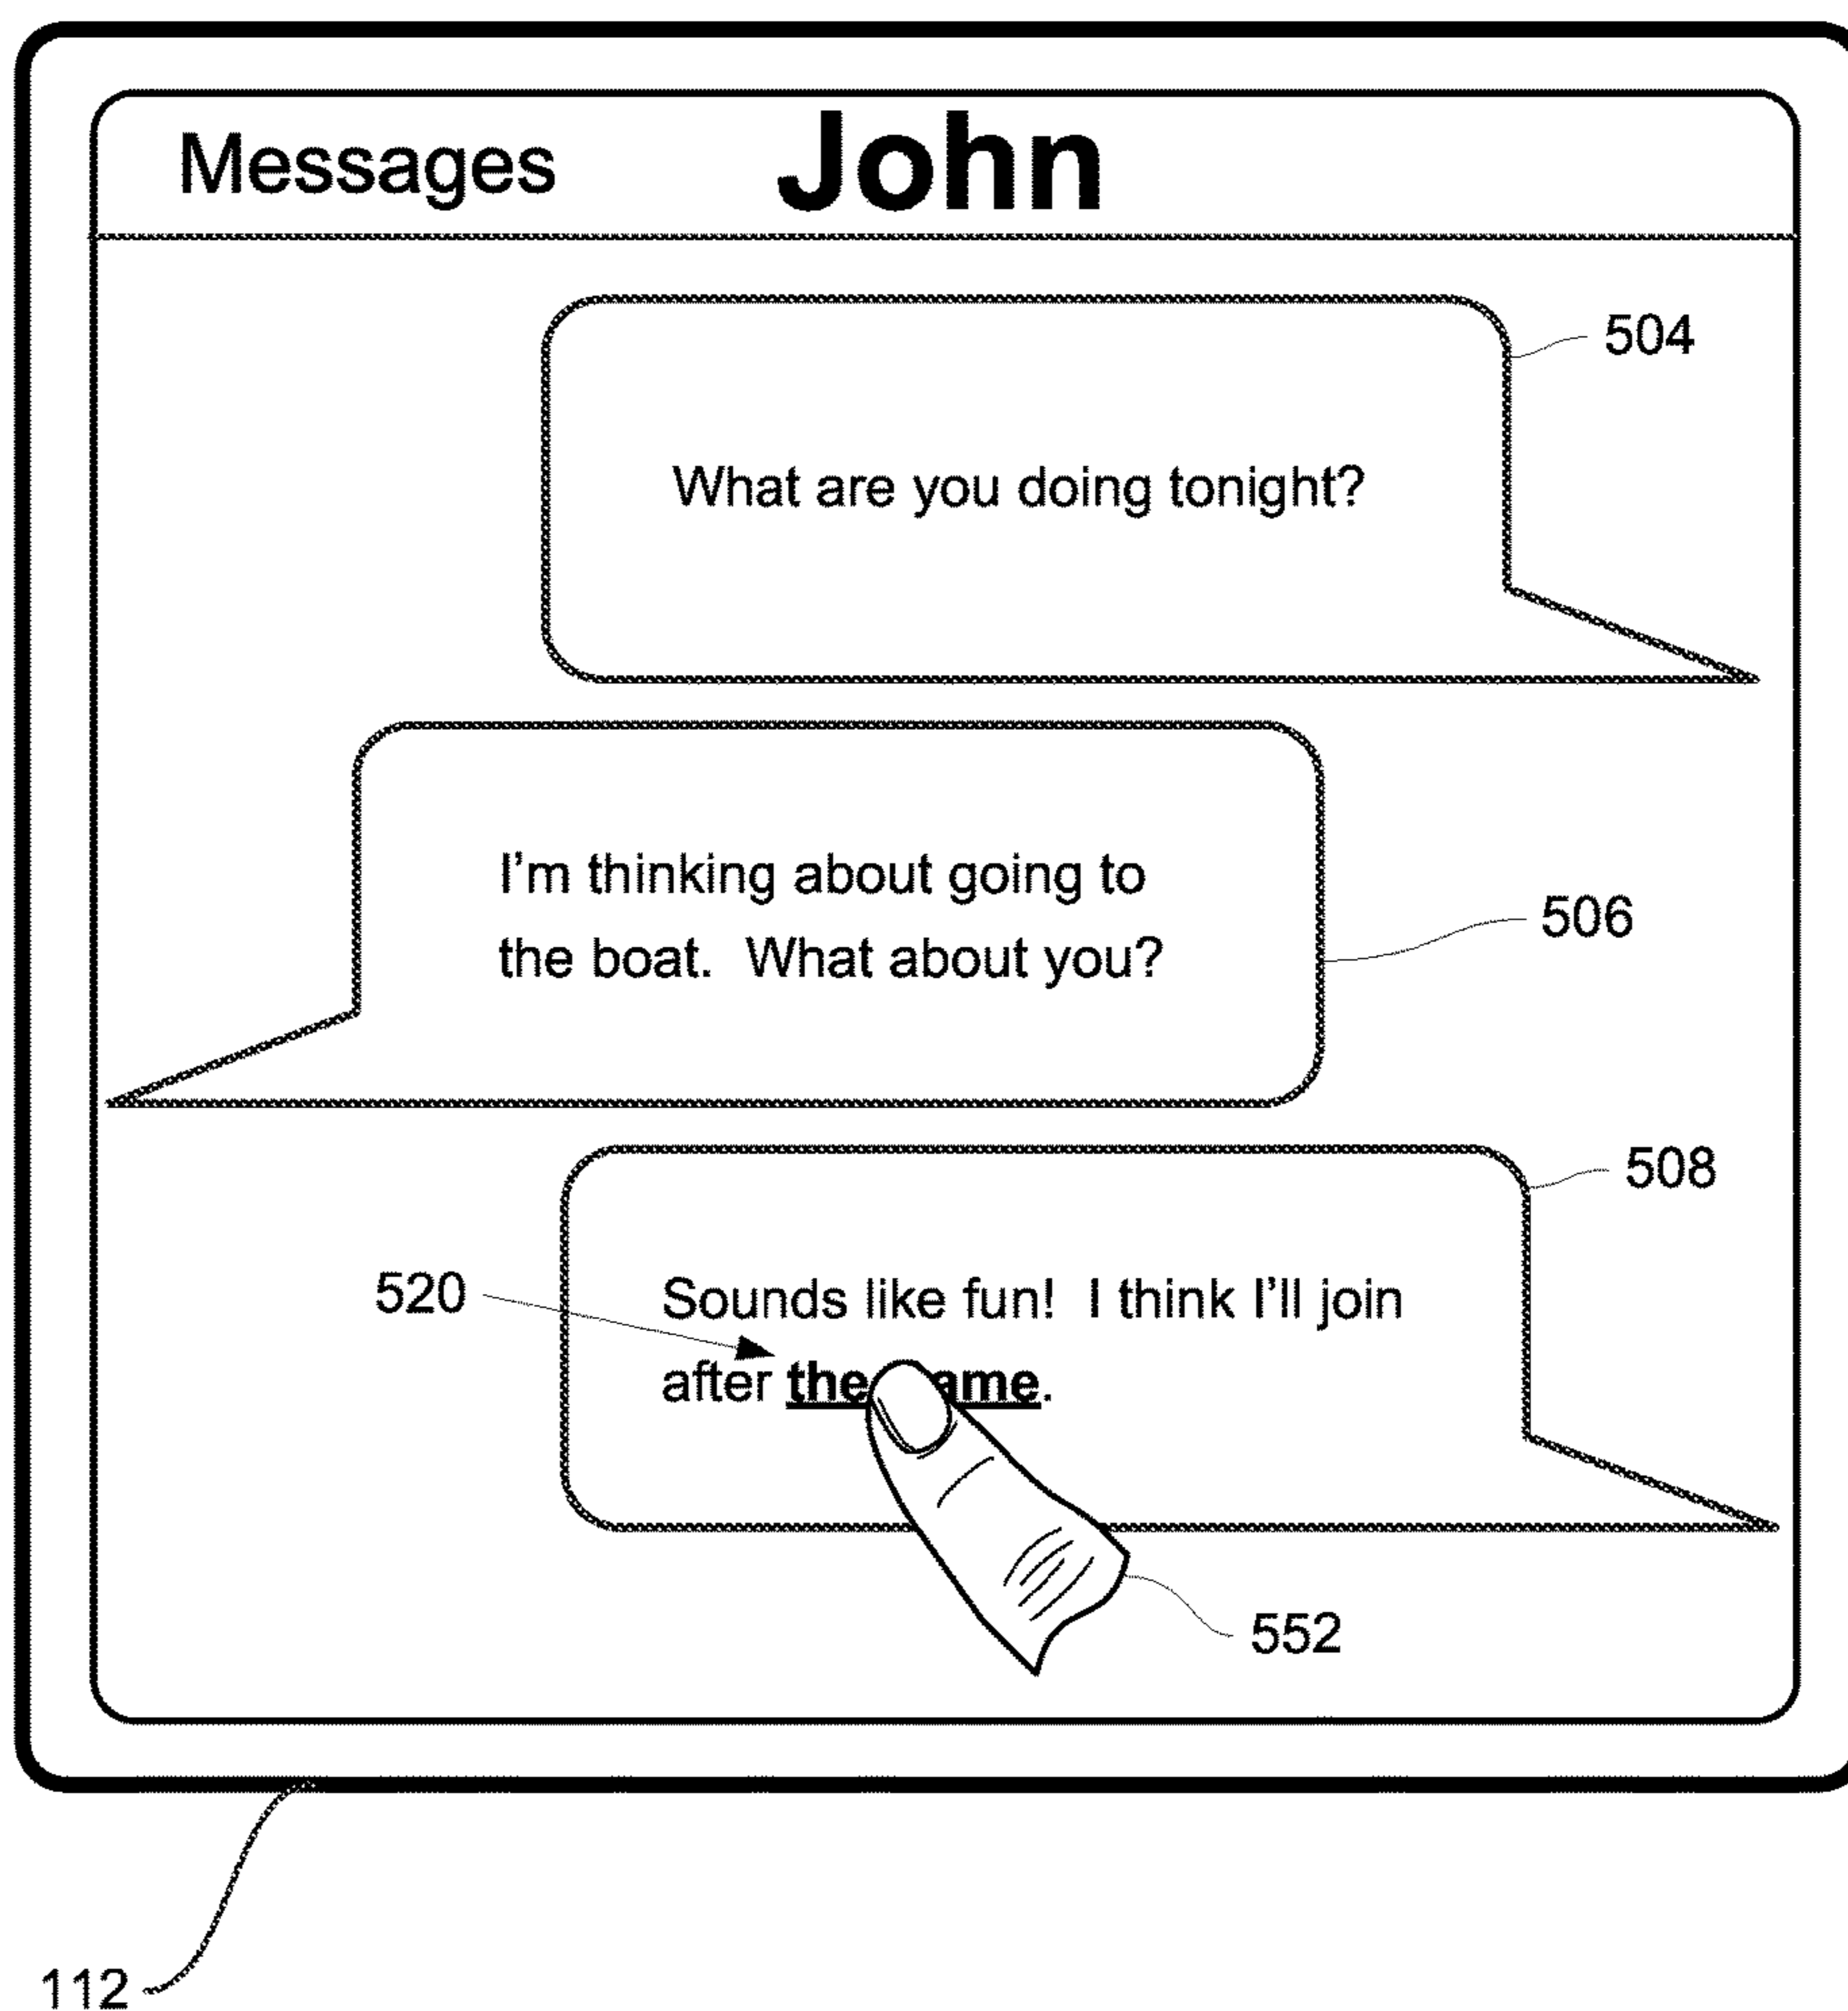 Messages John
504
What are you doing tonight?
I'm thinking about going to
506
the boat. What about you?
508
520
Sounds like fun! I think I'll join
after the ame.
552
112